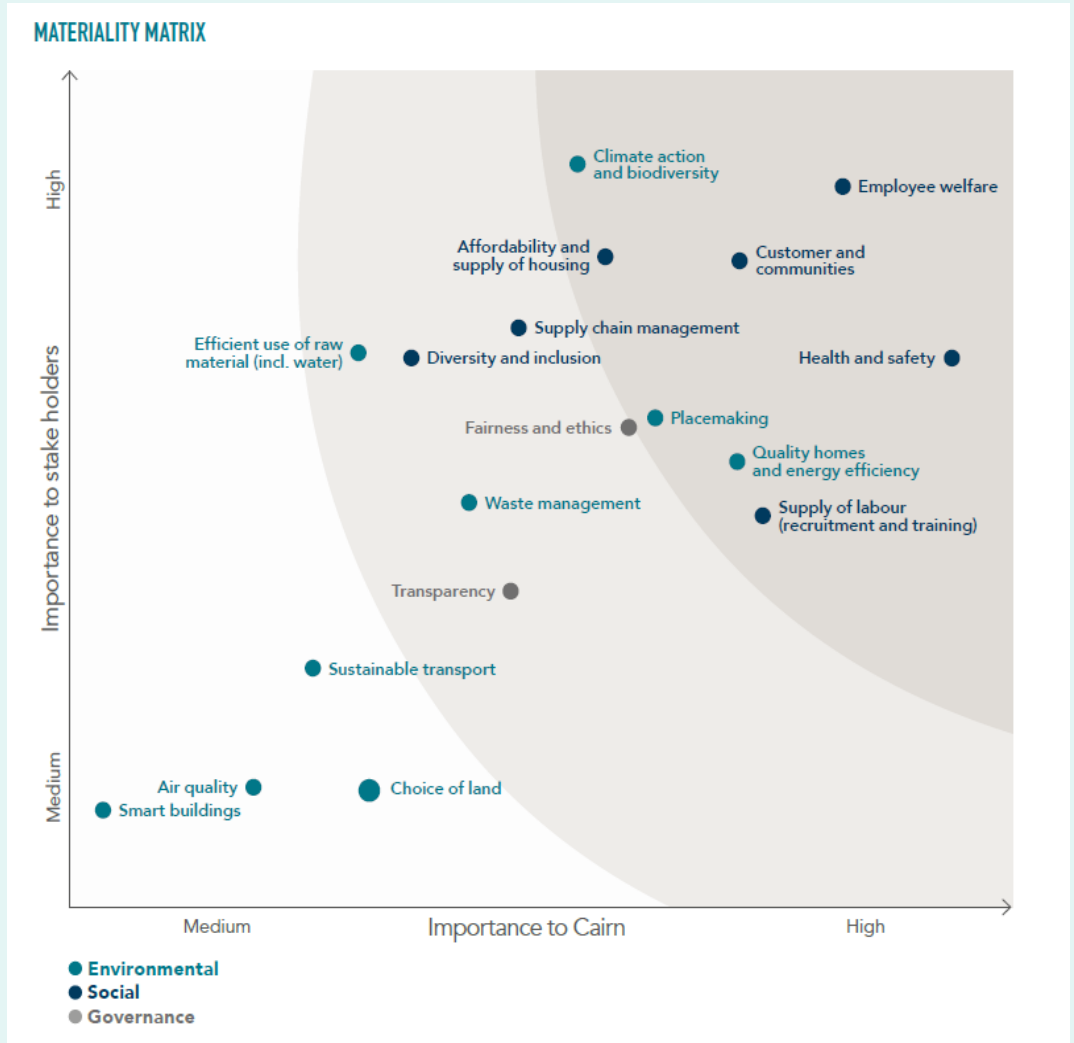 MATERIALITY MATRIX
High
Importance to stake holders
Medium
Climate action
and biodiversity
Employee welfare
Affordability and
supply of housing
Customer and
communities
Supply chain management
Efficient use of raw
material (incl. water)
Diversity and inclusion
Health and safety
Placemaking
Fairness and ethics
Quality homes
and energy efficiency
Waste management
Supply of labour
(recruitment and training)
Transparency
Sustainable transport
Air quality
Choice of land
Smart buildings
Medium
Importance to Cairn
High
Environmental
Social
Governance